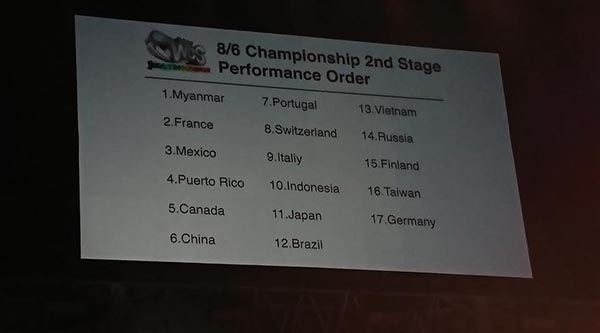 WCS
8/6 Championship 2nd Stage
Performance Order
1.Myanmar
2.France
3.Mexico
4.Puerto Rico
5.Canada
6.China
7.Portugal
8.Switzerland
9.Italiy
10.Indonesia
11.Japan
12.Brazil
13.Vietnam
14.Russia
15.Finland
16.Taiwan
17.Germany